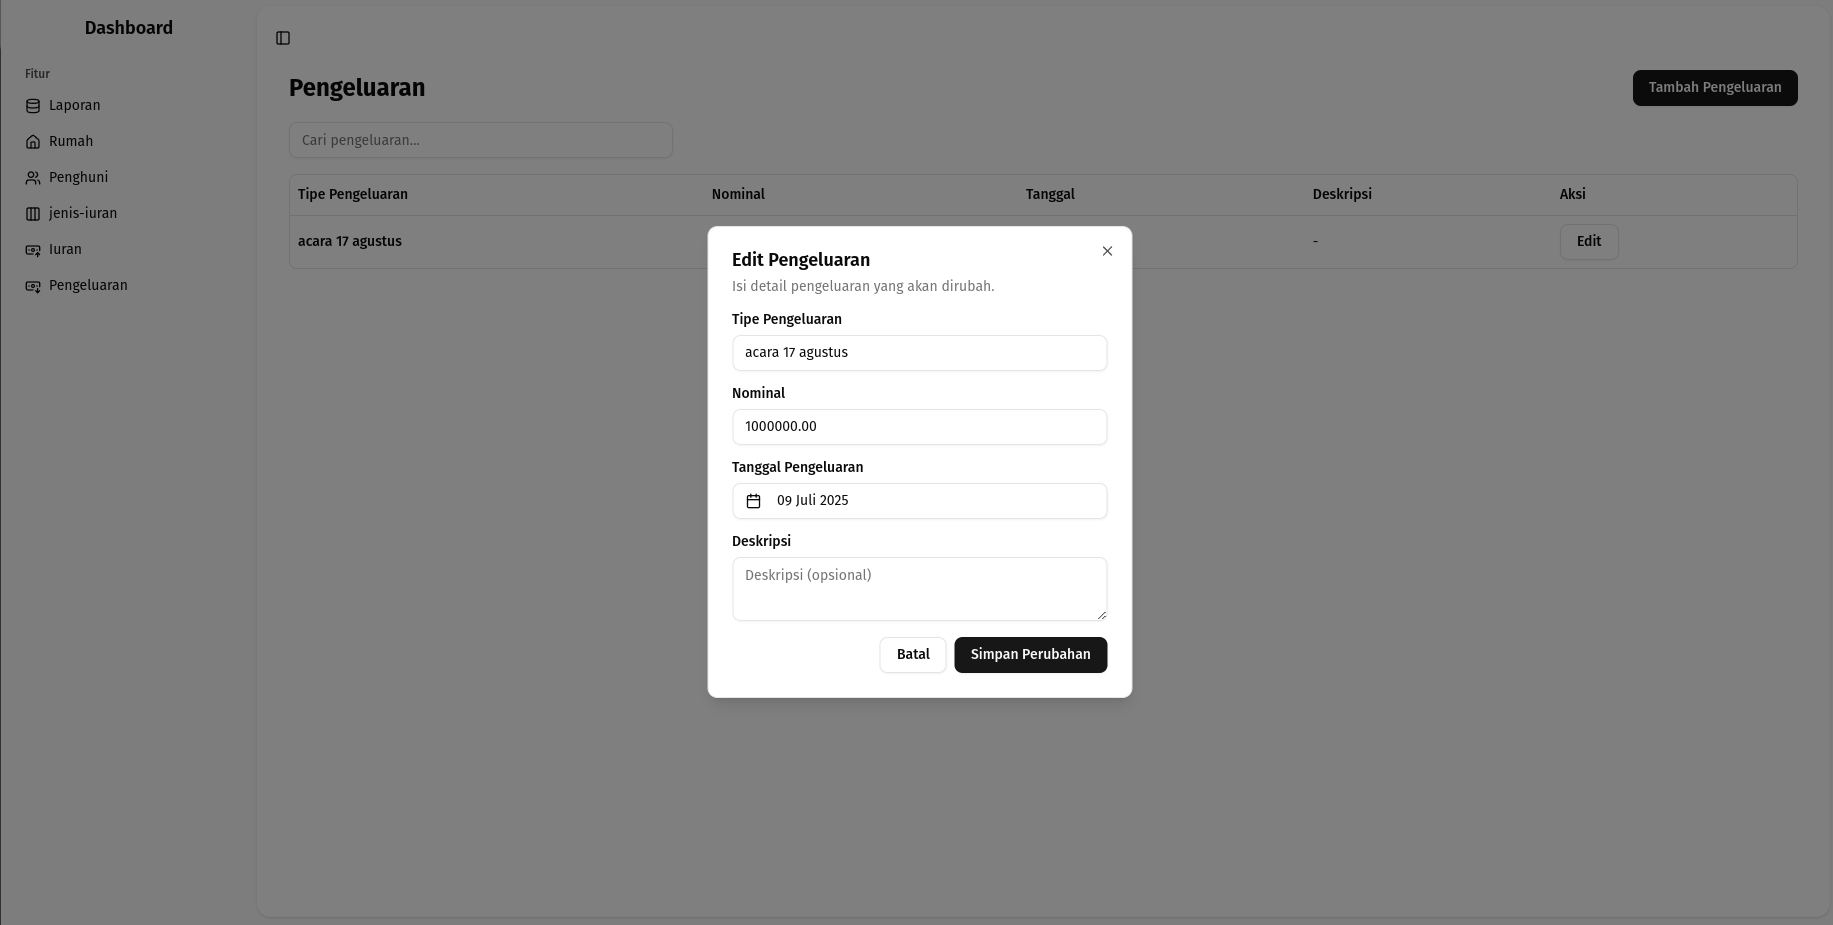 Dashboard
Fitur
Laporan
Rumah
Penghuni
jenis-iuran
Iuran
Pengeluaran
Pengeluaran
Tambah Pengeluaran
Cari pengeluaran...
Tipe Pengeluaran Nominal Tanggal Deskripsi Aksi
acara 17 agustus - Edit
Edit Pengeluaran
Isi detail pengeluaran yang akan dirubah.
Tipe Pengeluaran
acara 17 agustus
Nominal
1000000.00
Tanggal Pengeluaran
09 Juli 2025
Deskripsi
Deskripsi (opsional)
Batal Simpan Perubahan